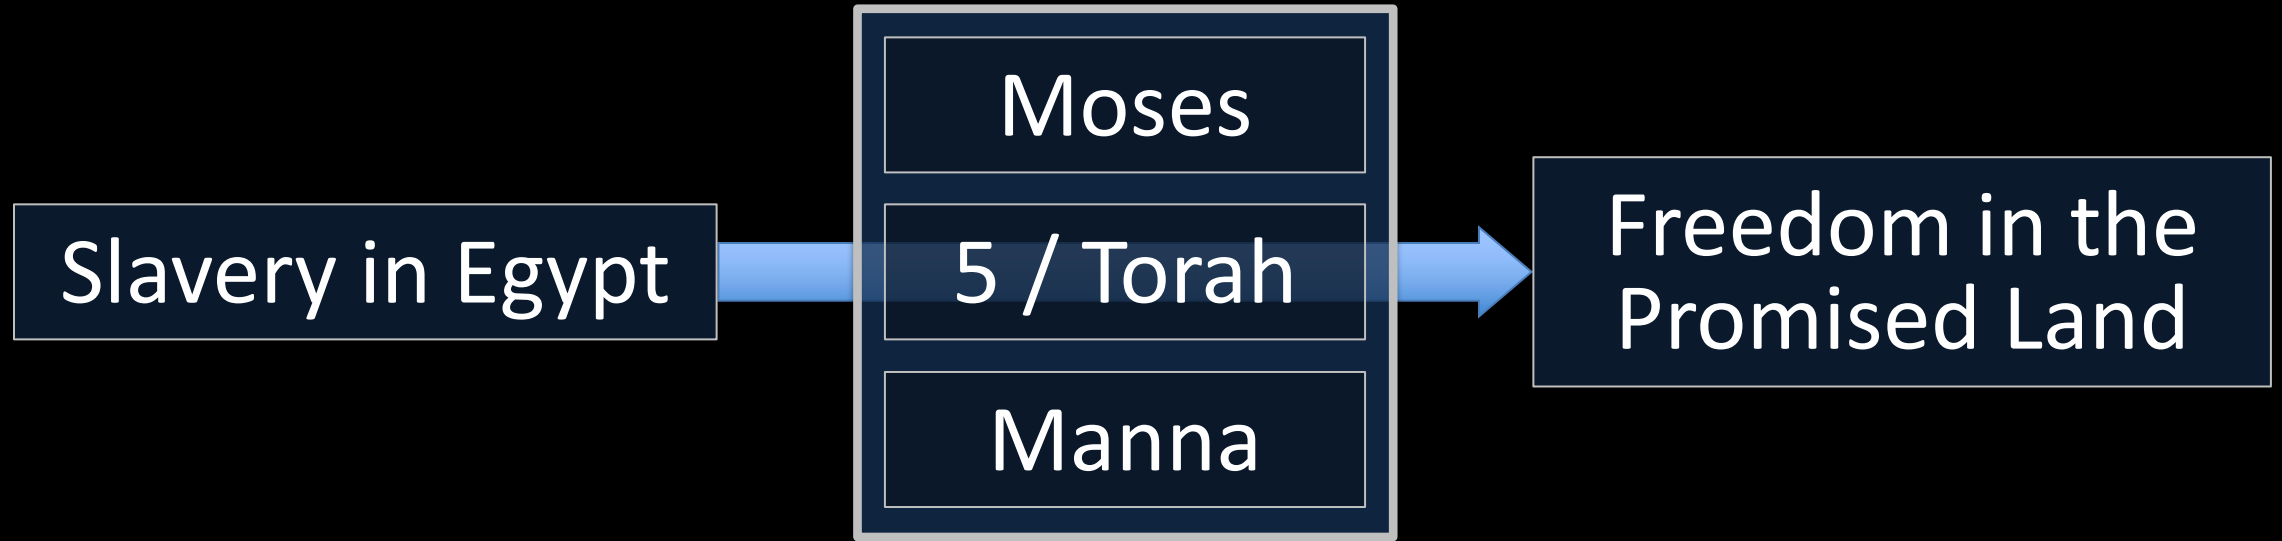 Slavery in Egypt
Moses
5 / Torah
Manna
Freedom in the
Promised Land